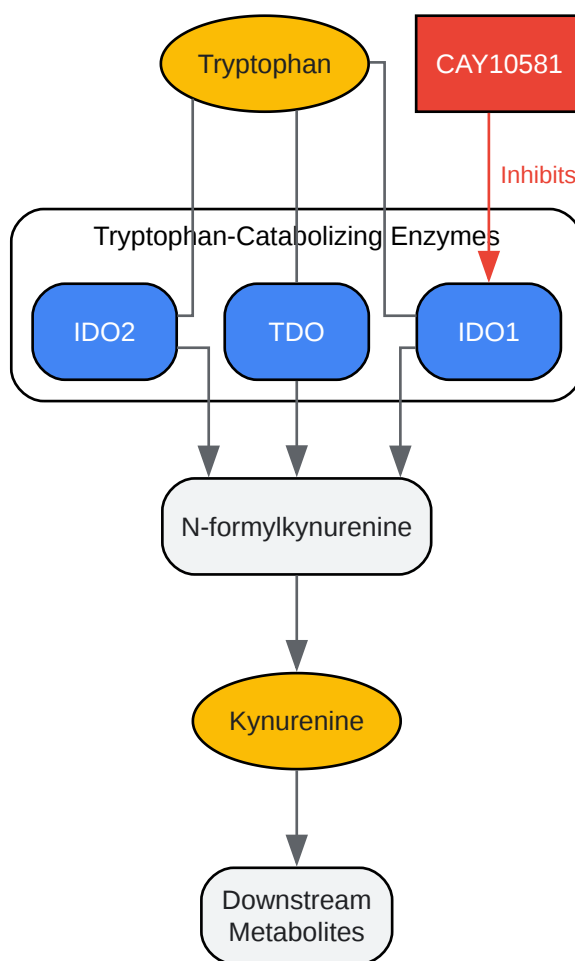 Tryptophan
CAY10581
Inhibits
Tryptophan-Catabolizing Enzymes
IDO2
TDO
IDO1
N-formylkynurenine
Kynurenine
Downstream
Metabolites